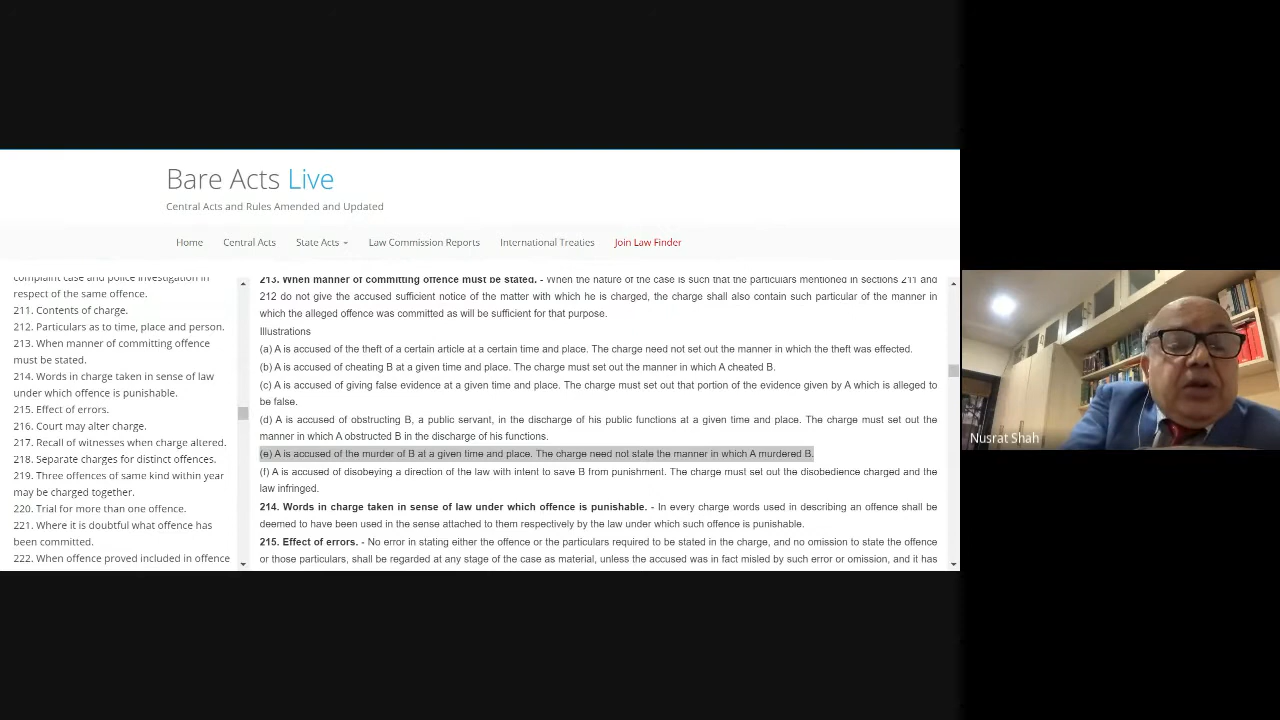 Bare Acts Live
Central Acts and Rules Amended and Updated
Home Central Acts State Acts Law Commission Reports International Treaties Join Law Finder
complaint case and police investigation in
respect of the same offence.
211. Contents of charge.
212. Particulars as to time, place and person.
213. When manner of committing offence
must be stated.
214. Words in charge taken in sense of law
under which offence is punishable.
215. Effect of errors.
216. Court may alter charge.
217. Recall of witnesses when charge altered.
218. Separate charges for distinct offences.
219. Three offences of same kind within year
may be charged together.
220. Trial for more than one offence.
221. Where it is doubtful what offence has
been committed.
222. When offence proved included in offence
213. When manner of committing offence must be stated. - When the nature of the case is such that the particulars mentioned in sections 211 and
212 do not give the accused sufficient notice of the matter with which he is charged, the charge shall also contain such particular of the manner in
which the alleged offence was committed as will be sufficient for that purpose.
Illustrations
(a) A is accused of the theft of a certain article at a certain time and place. The charge need not set out the manner in which the theft was effected.
(b) A is accused of cheating B at a given time and place. The charge must set out the manner in which A cheated B.
(c) A is accused of giving false evidence at a given time and place. The charge must set out that portion of the evidence given by A which is alleged to
be false.
(d) A is accused of obstructing B, a public servant, in the discharge of his public functions at a given time and place. The charge must set out the
manner in which A obstructed B in the discharge of his functions.
(e) A is accused of the murder of B at a given time and place. The charge need not state the manner in which A murdered B.
(f) A is accused of disobeying a direction of the law with intent to save B from punishment. The charge must set out the disobedience charged and the
law infringed.
214. Words in charge taken in sense of law under which offence is punishable. - In every charge words used in describing an offence shall be
deemed to have been used in the sense attached to them respectively by the law under which such offence is punishable.
215. Effect of errors. - No error in stating either the offence or the particulars required to be stated in the charge, and no omission to state the offence
or those particulars, shall be regarded at any stage of the case as material, unless the accused was in fact misled by such error or omission, and it has
Nusrat Shah